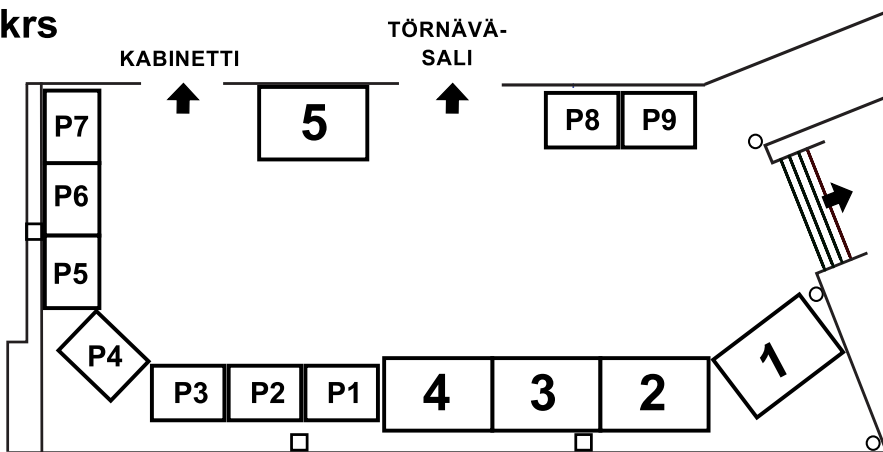 krs
KABINETTI
TÖRNÄVÄ-
SALI
P7
5
P8
P9
P6
P5
P4
P3
P2
P1
4
3
2
1